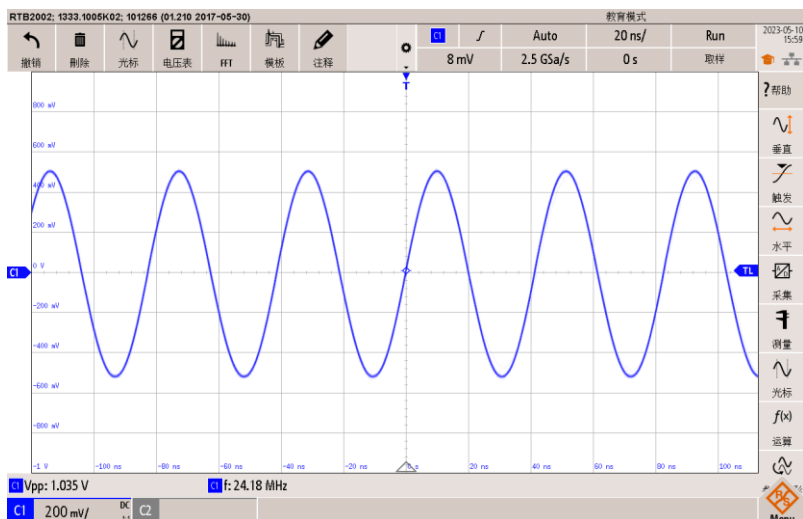 RTB2002; 1333.1005K02; 101266 (01.210 2017-05-30)
教育模式
撤销
删除
光标
电压表
FFT
模板
注释
C1
Auto
20 ns/
Run
8 mV
2.5 GSa/s
0 s
取样
2023-05-10
15:59
T
?帮助
垂直
触发
水平
采集
测量
光标
f(x)
运算
800 mV
600 mV
400 mV
200 mV
0 V
-200 mV
-400 mV
-600 mV
-800 mV
-1 V
C1
TL
-100 ns
-80 ns
-60 ns
-40 ns
-20 ns
0 s
20 ns
40 ns
60 ns
80 ns
100 ns
C1 Vpp: 1.035 V
C1 f: 24.18 MHz
C1
200 mV/
DC
C2
R&S
Menu